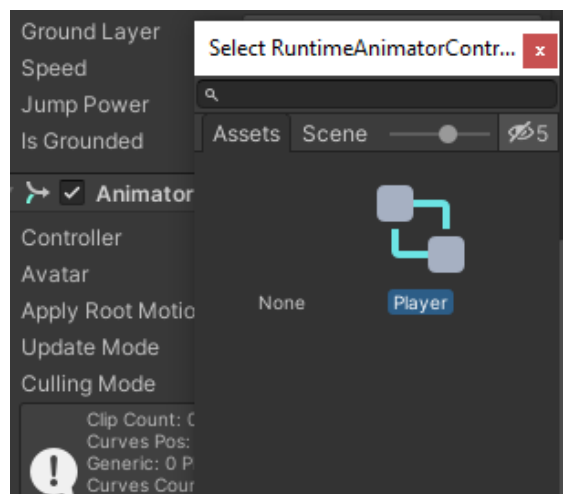 Ground Layer
Speed
Jump Power
Is Grounded
Animator
Controller
Avatar
Apply Root Motio
Update Mode
Culling Mode
Clip Count: 0
Curves Pos:
Generic: 0 P
Curves Cour
Select RuntimeAnimatorContr... x
Assets Scene 5
None Player